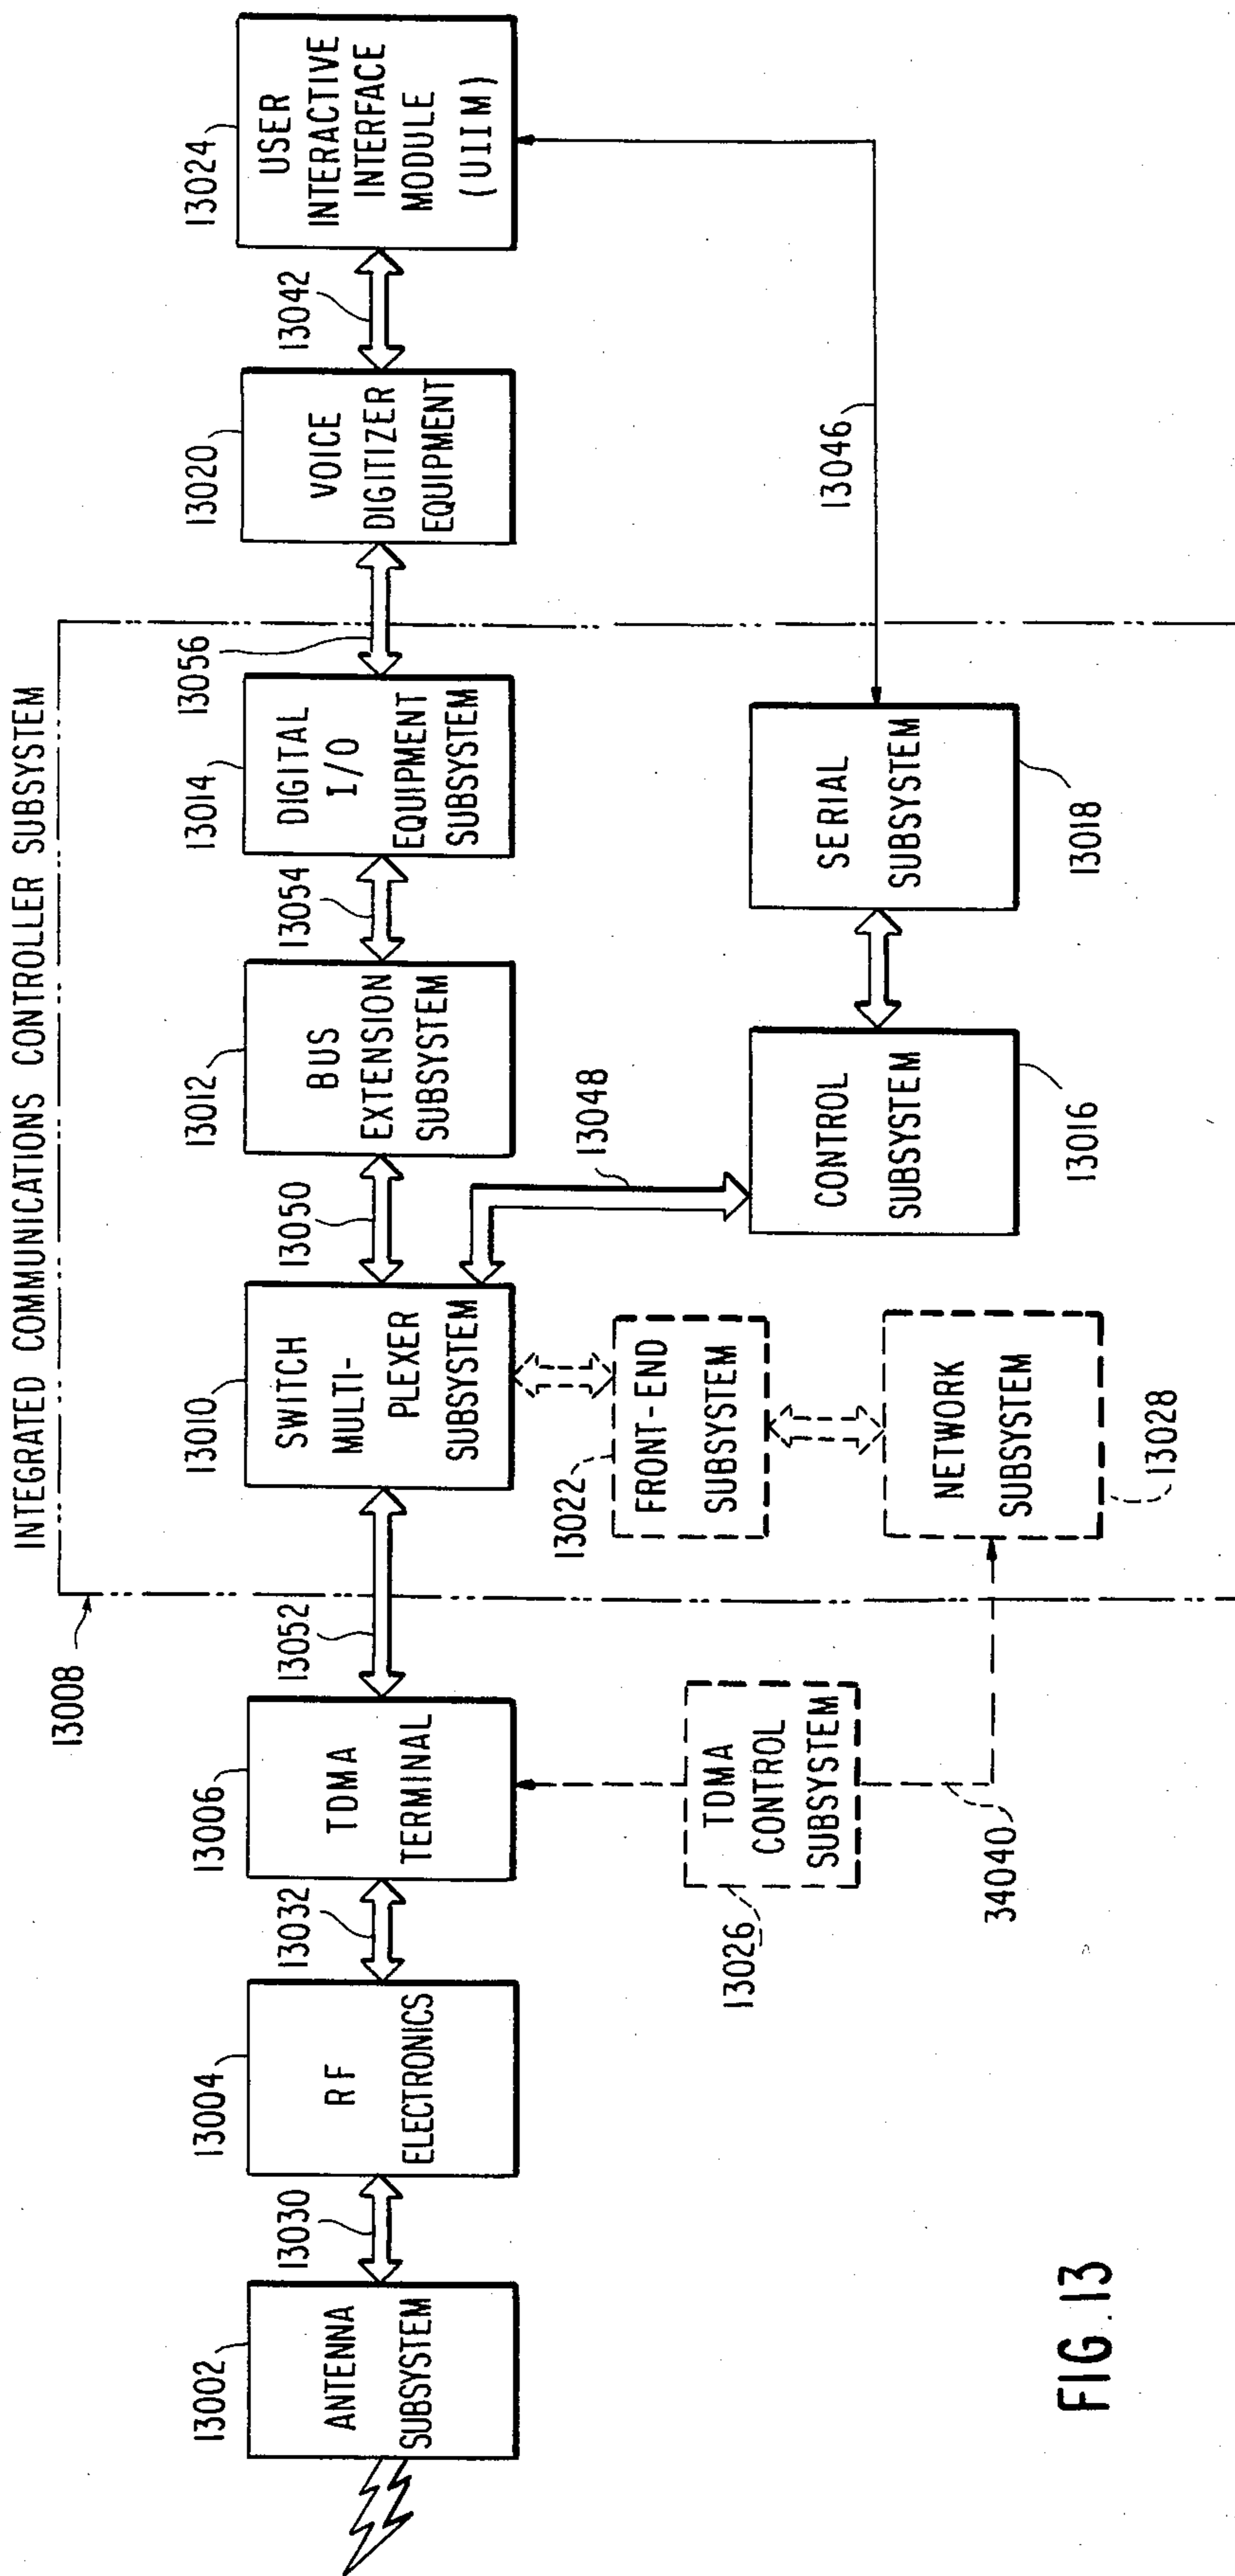 INTEGRATED COMMUNICATIONS CONTROLLER SUBSYSTEM
13008
13002
ANTENNA
SUBSYSTEM
13030
13004
RF
ELECTRONICS
13032
13006
TDMA
TERMINAL
13052
13010
SWITCH
MULTI-
PLEXER
SUBSYSTEM
13050
13012
BUS
EXTENSION
SUBSYSTEM
13054
13014
DIGITAL
I/O
EQUIPMENT
SUBSYSTEM
13056
13020
VOICE
DIGITIZER
EQUIPMENT
13042
13024
USER
INTERACTIVE
INTERFACE
MODULE
(UIIM)
13026
TDMA
CONTROL
SUBSYSTEM
34040
13022
FRONT-END
SUBSYSTEM
NETWORK
SUBSYSTEM
13028
13048
CONTROL
SUBSYSTEM
13016
SERIAL
SUBSYSTEM
13018
13046
FIG.13